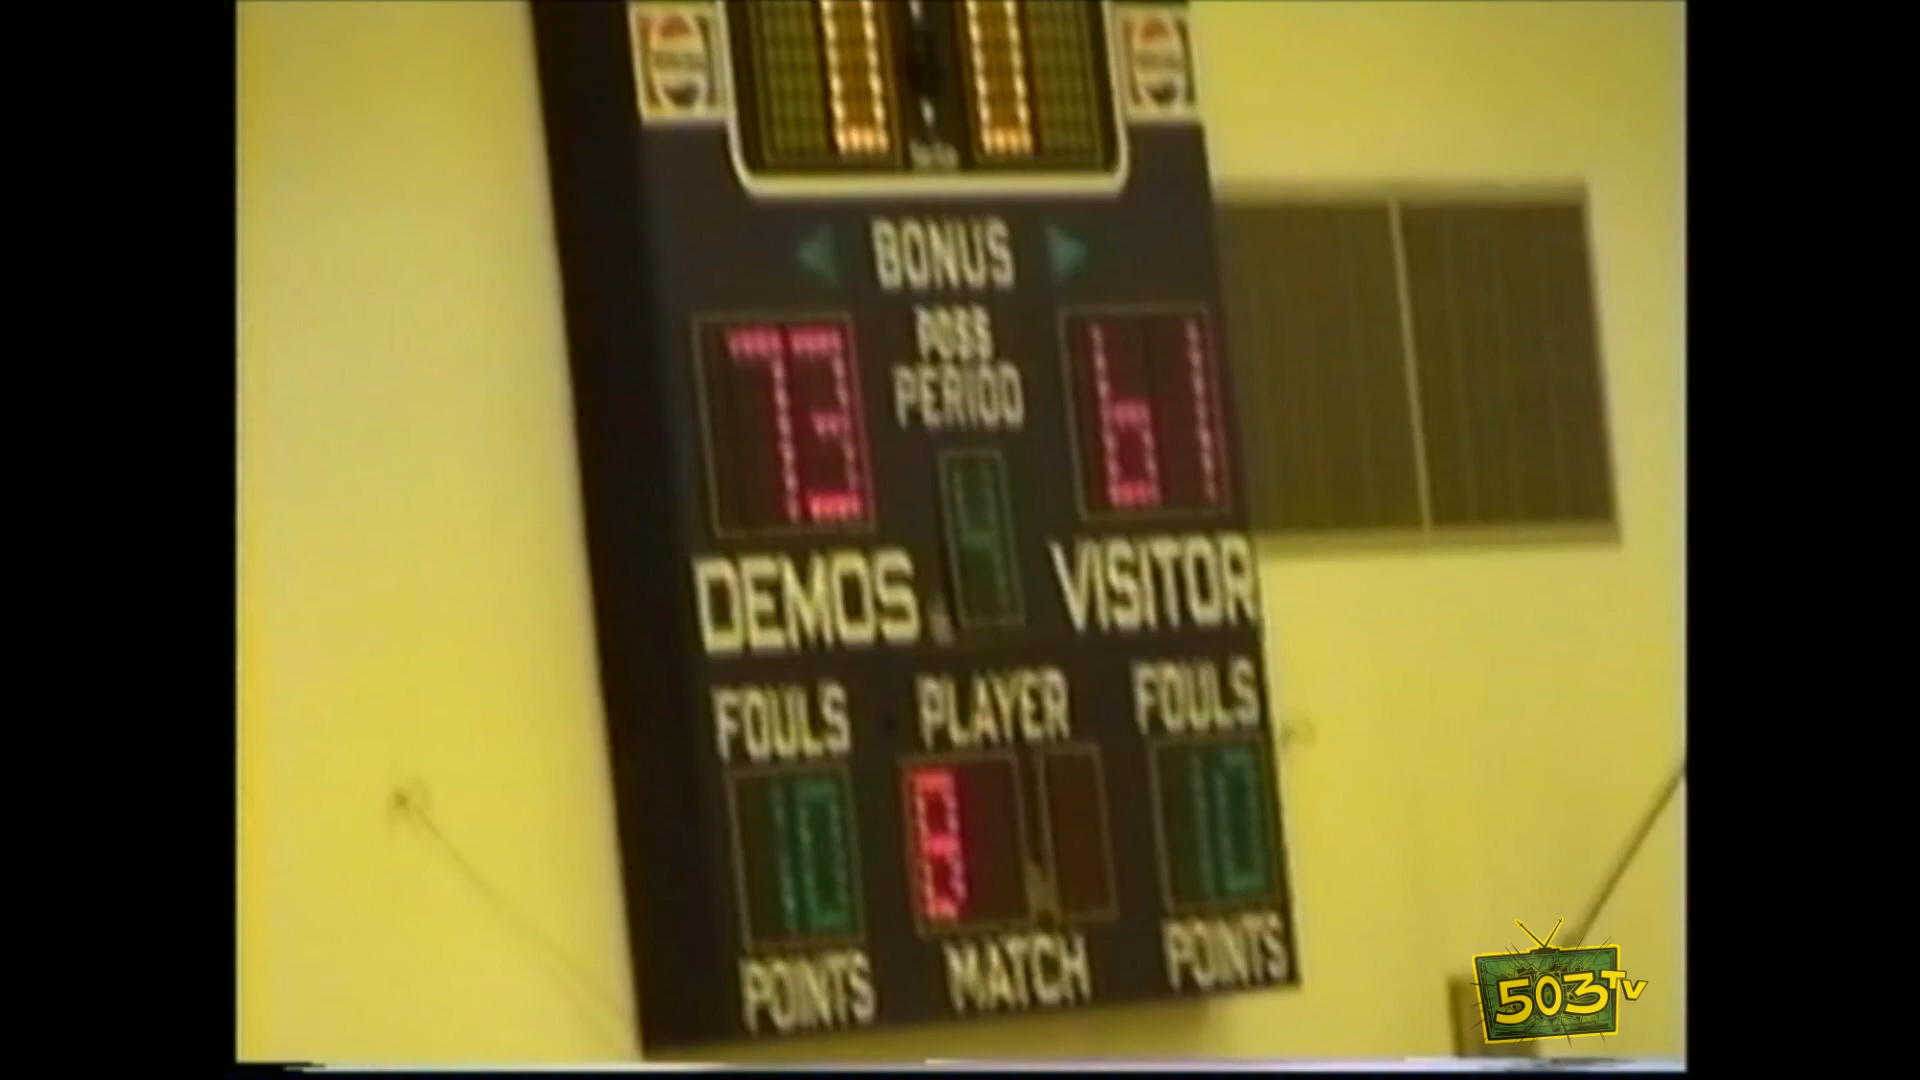 BONUS
POSS
73
PERIOD
61
4
DEMOS
VISITOR
FOULS
PLAYER
FOULS
10
8
10
POINTS
MATCH
POINTS
503TV